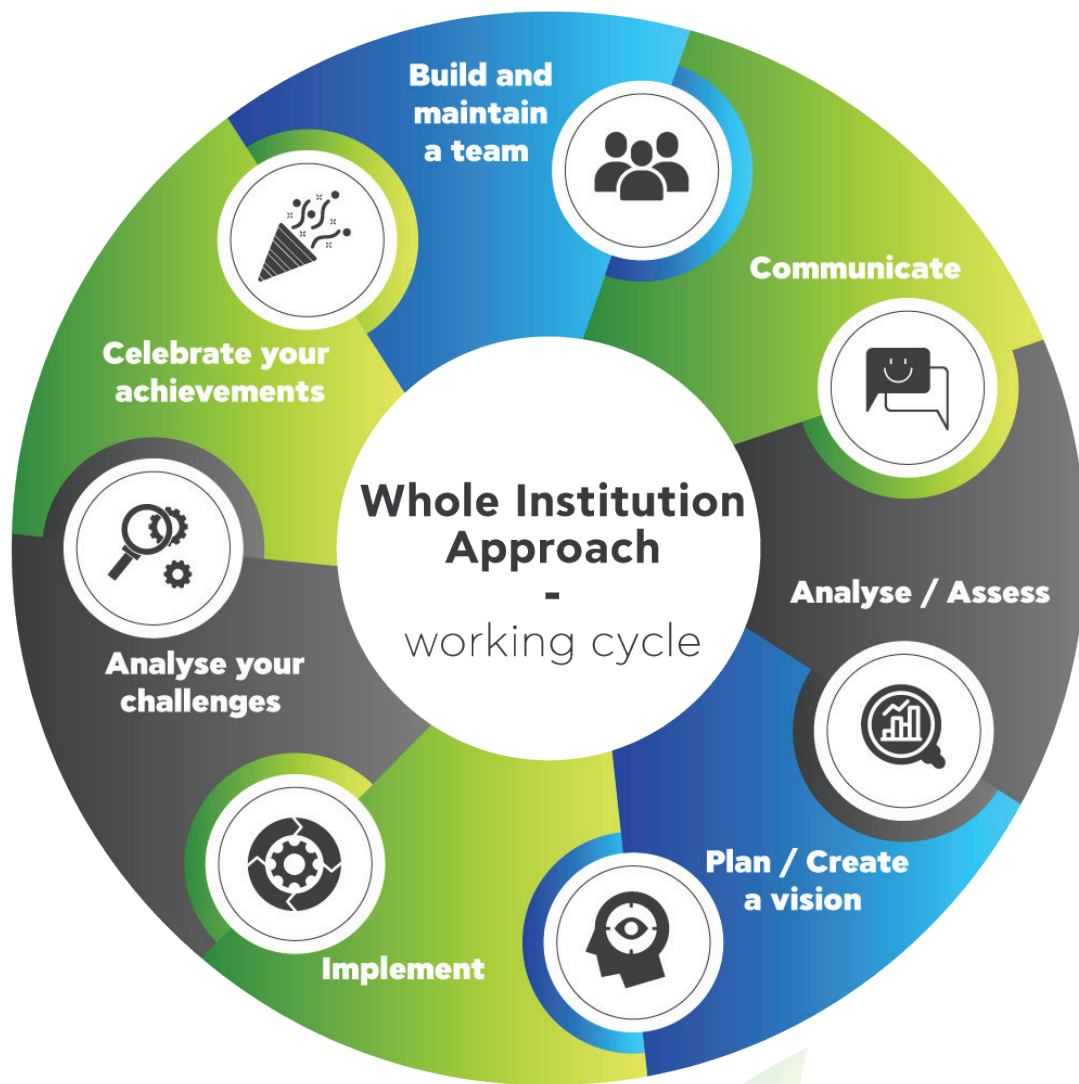 Build and
maintain
a team
Communicate
Analyse / Assess
Plan / Create
a vision
Implement
Analyse your
challenges
Celebrate your
achievements
Whole Institution
Approach
-
working cycle